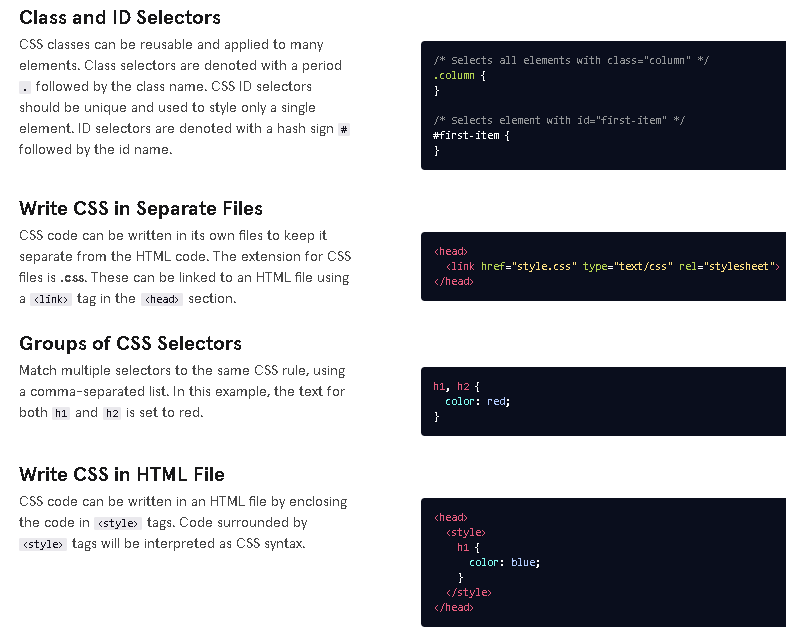 Class and ID Selectors
CSS classes can be reusable and applied to many
elements. Class selectors are denoted with a period
. followed by the class name. CSS ID selectors
should be unique and used to style only a single
element. ID selectors are denoted with a hash sign #
followed by the id name.
/* Selects all elements with class="column" */
.column {
}
/* Selects element with id="first-item" */
#first-item {
}
Write CSS in Separate Files
CSS code can be written in its own files to keep it
separate from the HTML code. The extension for CSS
files is .css. These can be linked to an HTML file using
a <link> tag in the <head> section.
<head>
<link href="style.css" type="text/css" rel="stylesheet">
</head>
Groups of CSS Selectors
Match multiple selectors to the same CSS rule, using
a comma-separated list. In this example, the text for
both h1 and h2 is set to red.
h1, h2 {
color: red;
}
Write CSS in HTML File
CSS code can be written in an HTML file by enclosing
the code in <style> tags. Code surrounded by
<style> tags will be interpreted as CSS syntax.
<head>
<style>
h1 {
color: blue;
}
</style>
</head>